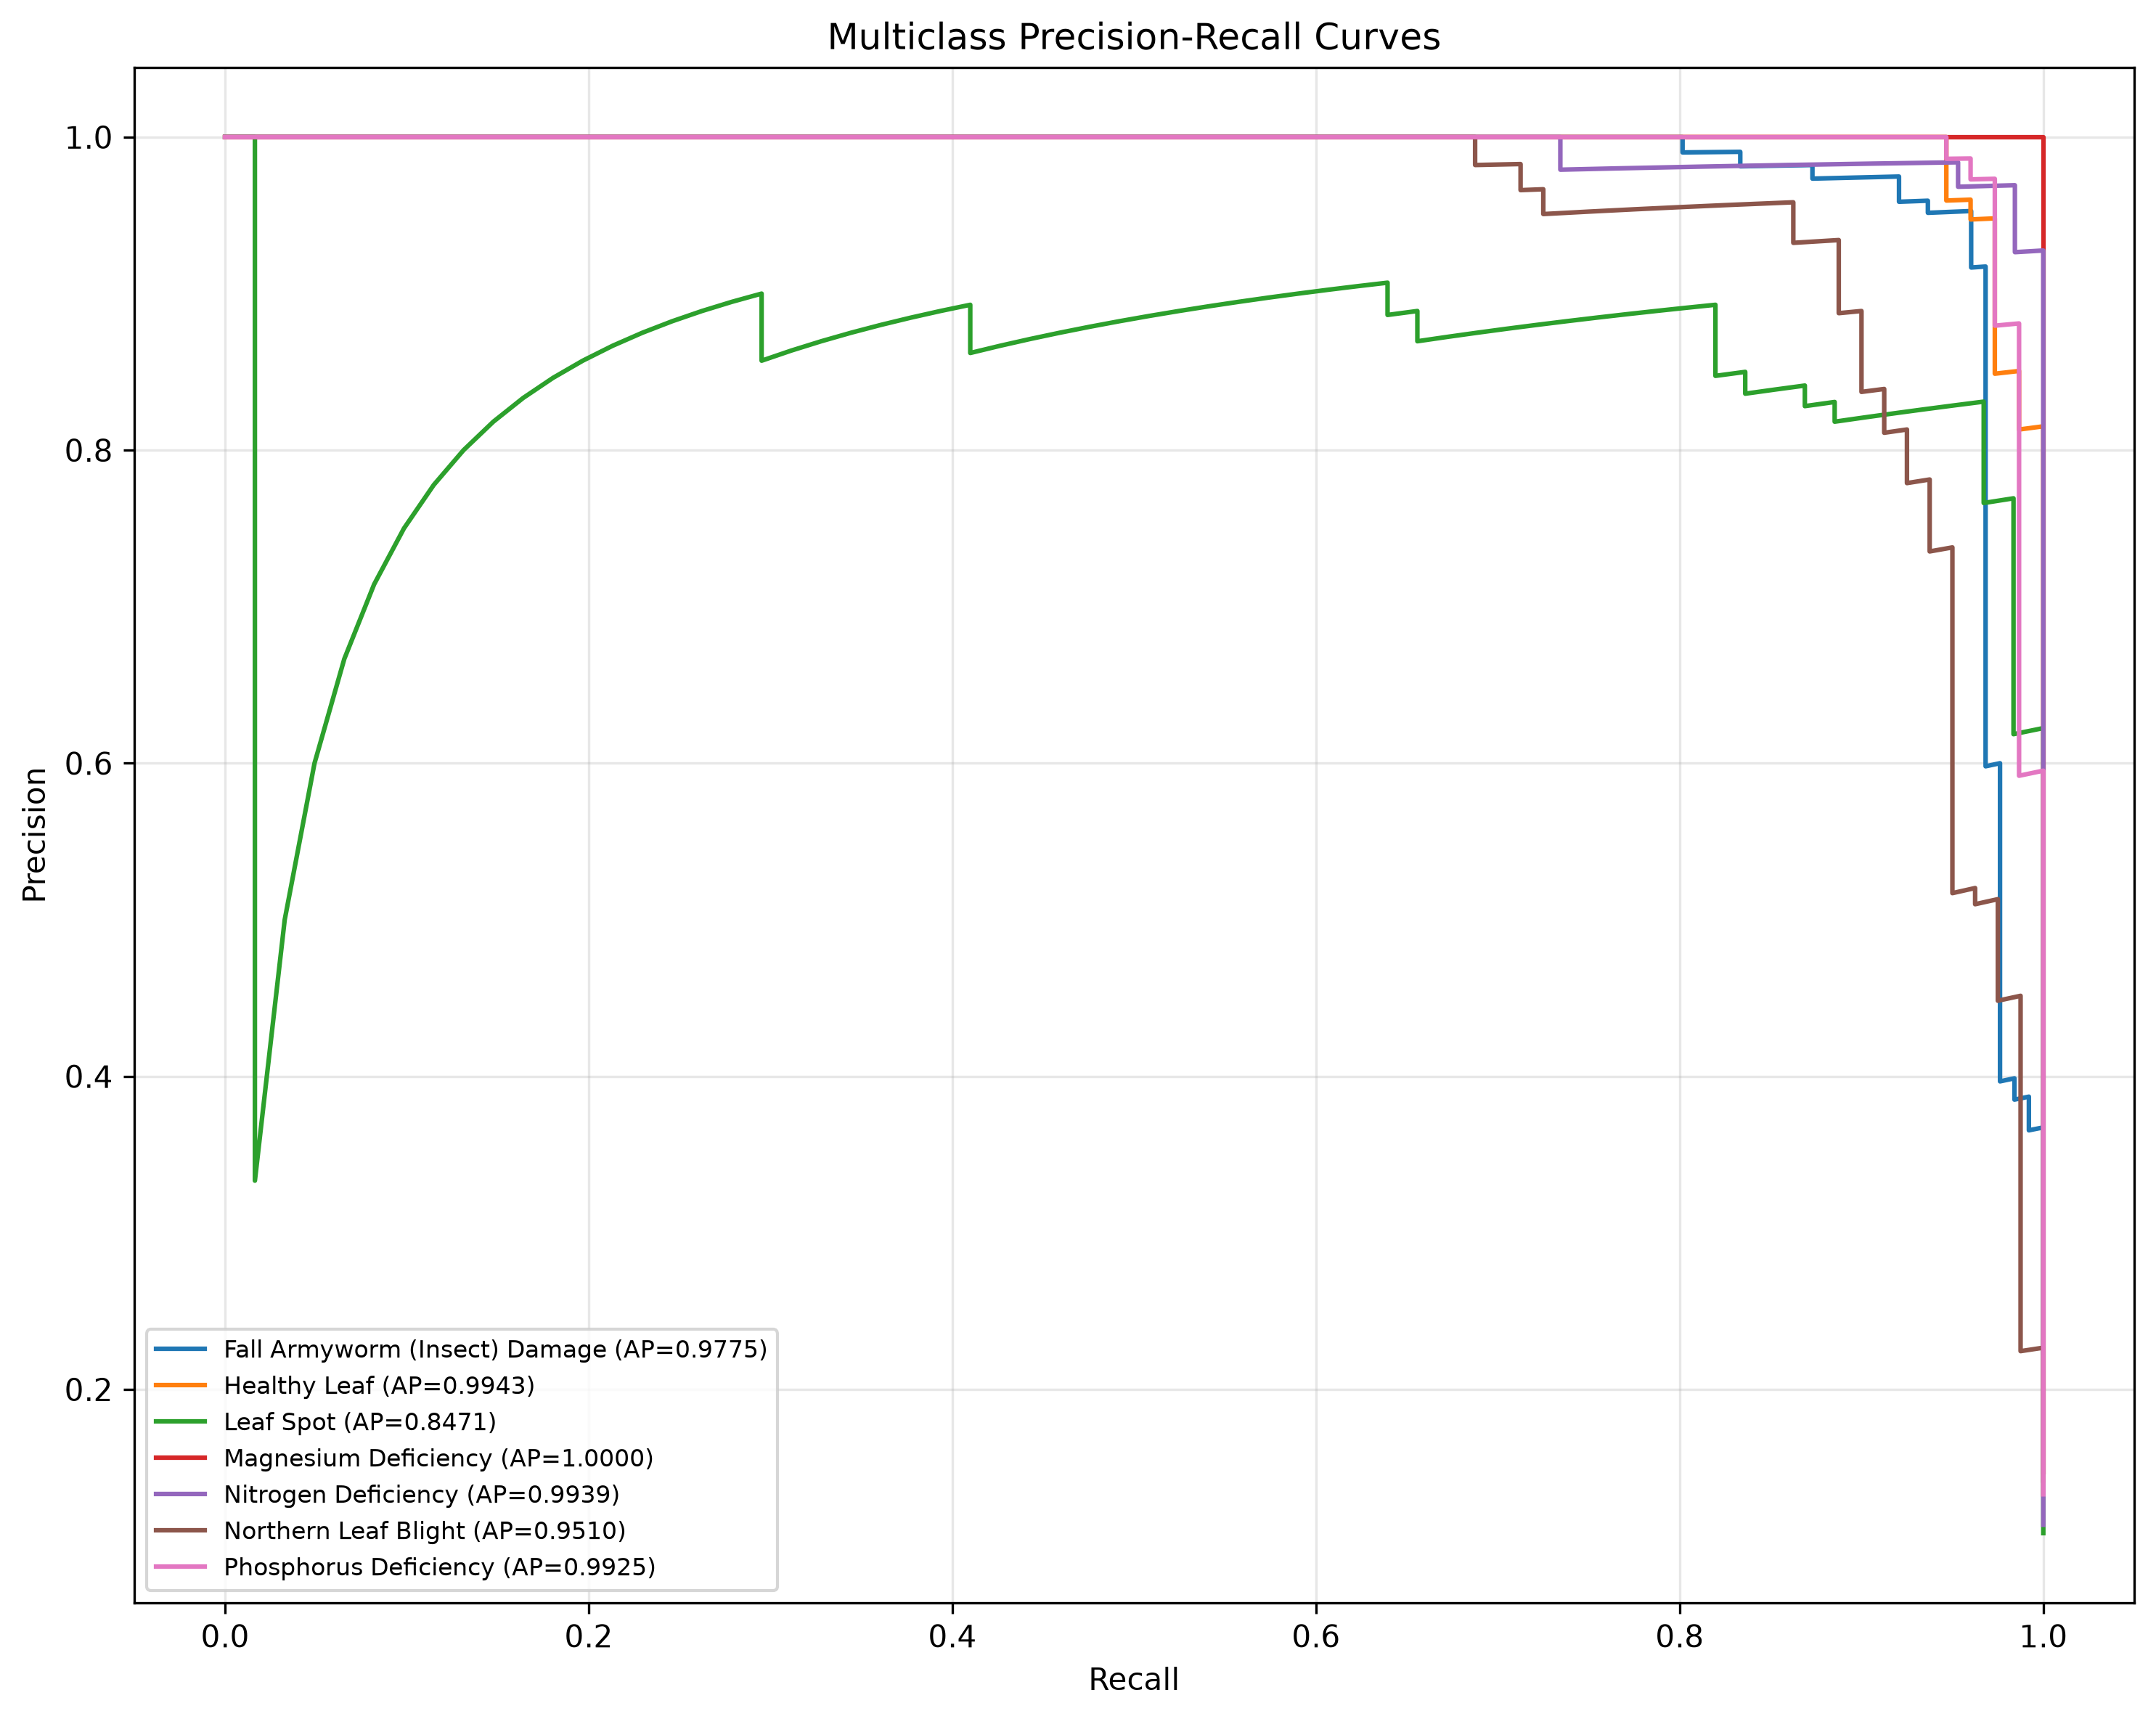 Multiclass Precision-Recall Curves
1.0
0.8
0.6
0.4
0.2
Precision
Fall Armyworm (Insect) Damage (AP=0.9775)
Healthy Leaf (AP=0.9943)
Leaf Spot (AP=0.8471)
Magnesium Deficiency (AP=1.0000)
Nitrogen Deficiency (AP=0.9939)
Northern Leaf Blight (AP=0.9510)
Phosphorus Deficiency (AP=0.9925)
0.0 0.2 0.4 0.6 0.8 1.0
Recall